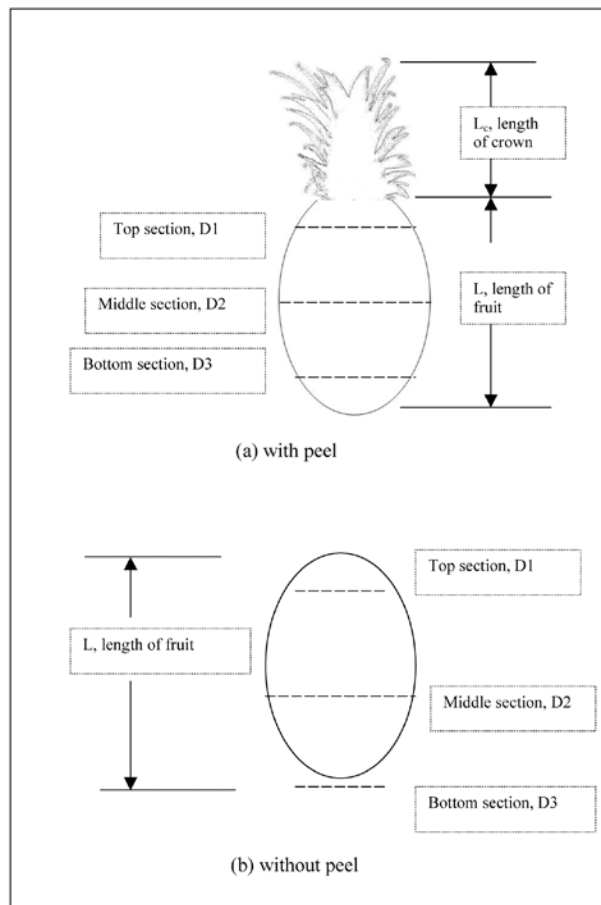 L_c, length
of crown
Top section, D1
L, length of
fruit
Middle section, D2
Bottom section, D3
(a) with peel
Top section, D1
L, length of fruit
Middle section, D2
Bottom section, D3
(b) without peel